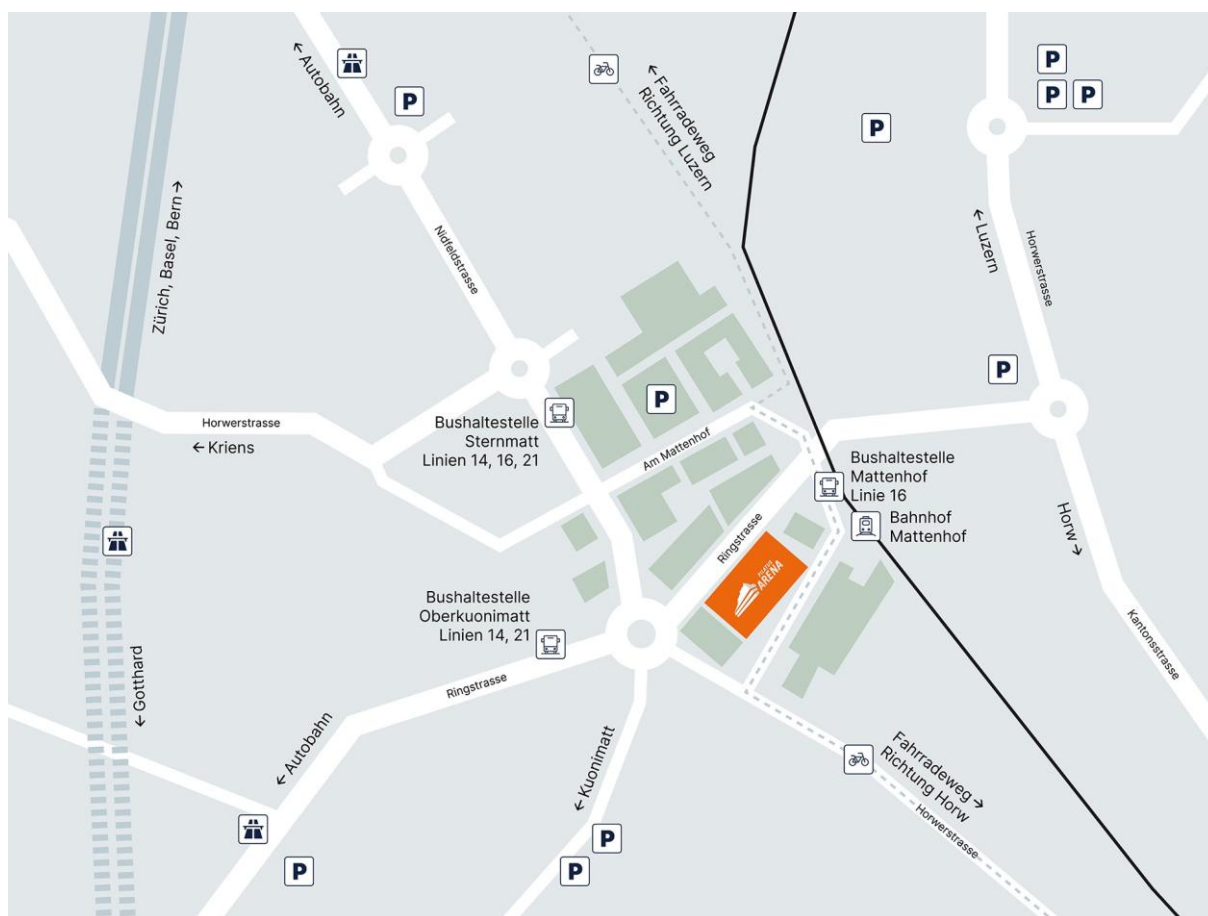 ← Autobahn
P
← Fahrradeweg
Richtung Luzern
P
P
P
P
Zürich, Basel, Bern →
Nidfeldstrasse
← Luzern
Horwerstrasse
P
P
Horwerstrasse
← Kriens
Bushaltestelle
Sternmatt
Linien 14, 16, 21
Am Mattenhof
Bushaltestelle
Mattenhof
Linie 16
Bahnhof
Mattenhof
Horw →
Ringstrasse
PILATUS
ARENA
Bushaltestelle
Oberkuonimatt
Linien 14, 21
Kantonsstrasse
← Gotthard
Ringstrasse
← Autobahn
← Kuonimatt
Fahrradeweg →
Richtung Horw
Horwerstrasse
P
P
P